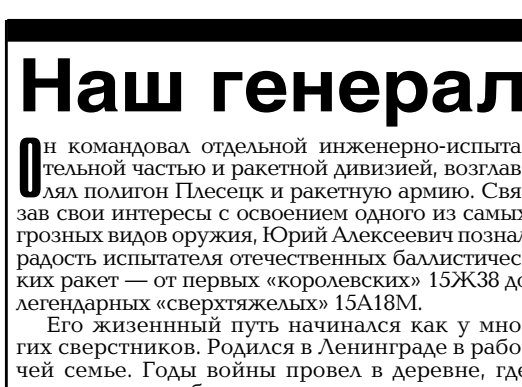 Наш генерал
Он командовал отдельной инженерно-испыта
тельной частью и ракетной дивизией, возглав
лял полигон Плесецк и ракетную армию. Свя
зав свои интересы с освоением одного из самых
грозных видов оружия, Юрий Алексеевич познал
радость испытателя отечественных баллистичес
ких ракет — от первых «королевских» 15Ж38 до
легендарных «сверхтяжелых» 15А18М.
Его жизеннный путь начинался как у мно
гих сверстников. Родился в Ленинграде в рабо
чей семье. Годы войны провел в деревне, где